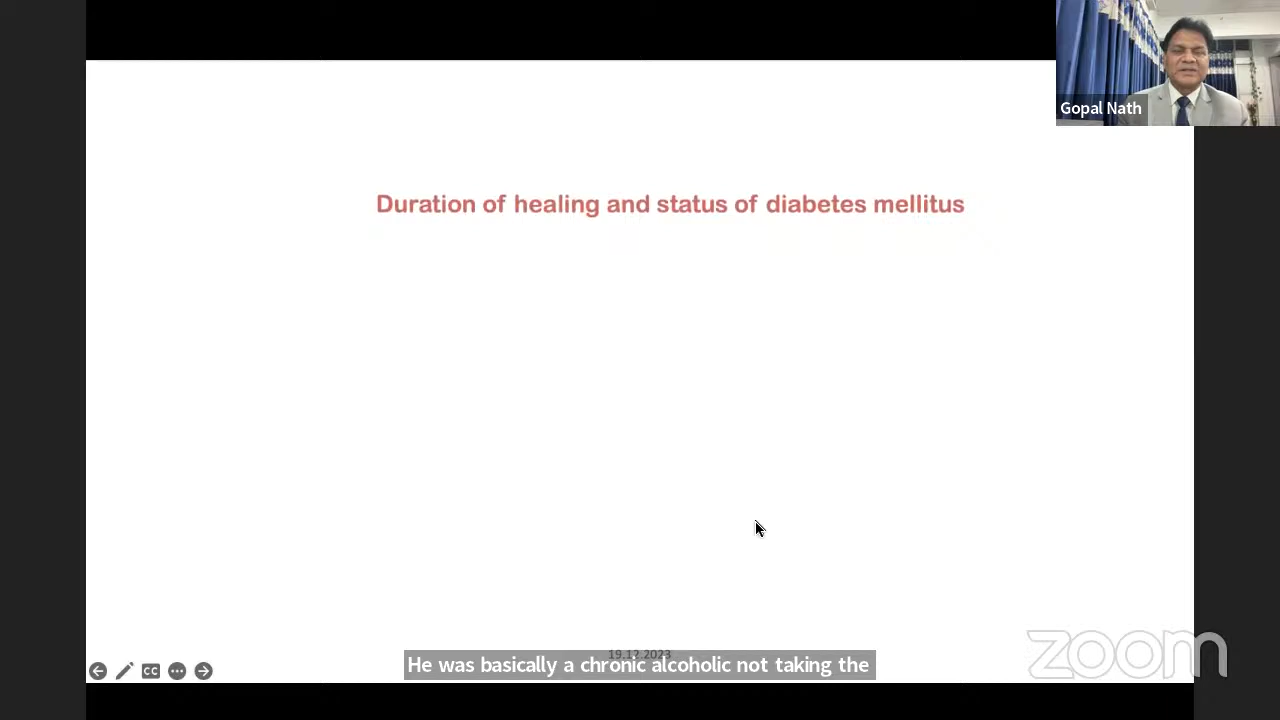 Gopal Nath
Duration of healing and status of diabetes mellitus
19.12.2023
He was basically a chronic alcoholic not taking the
CC
zoom